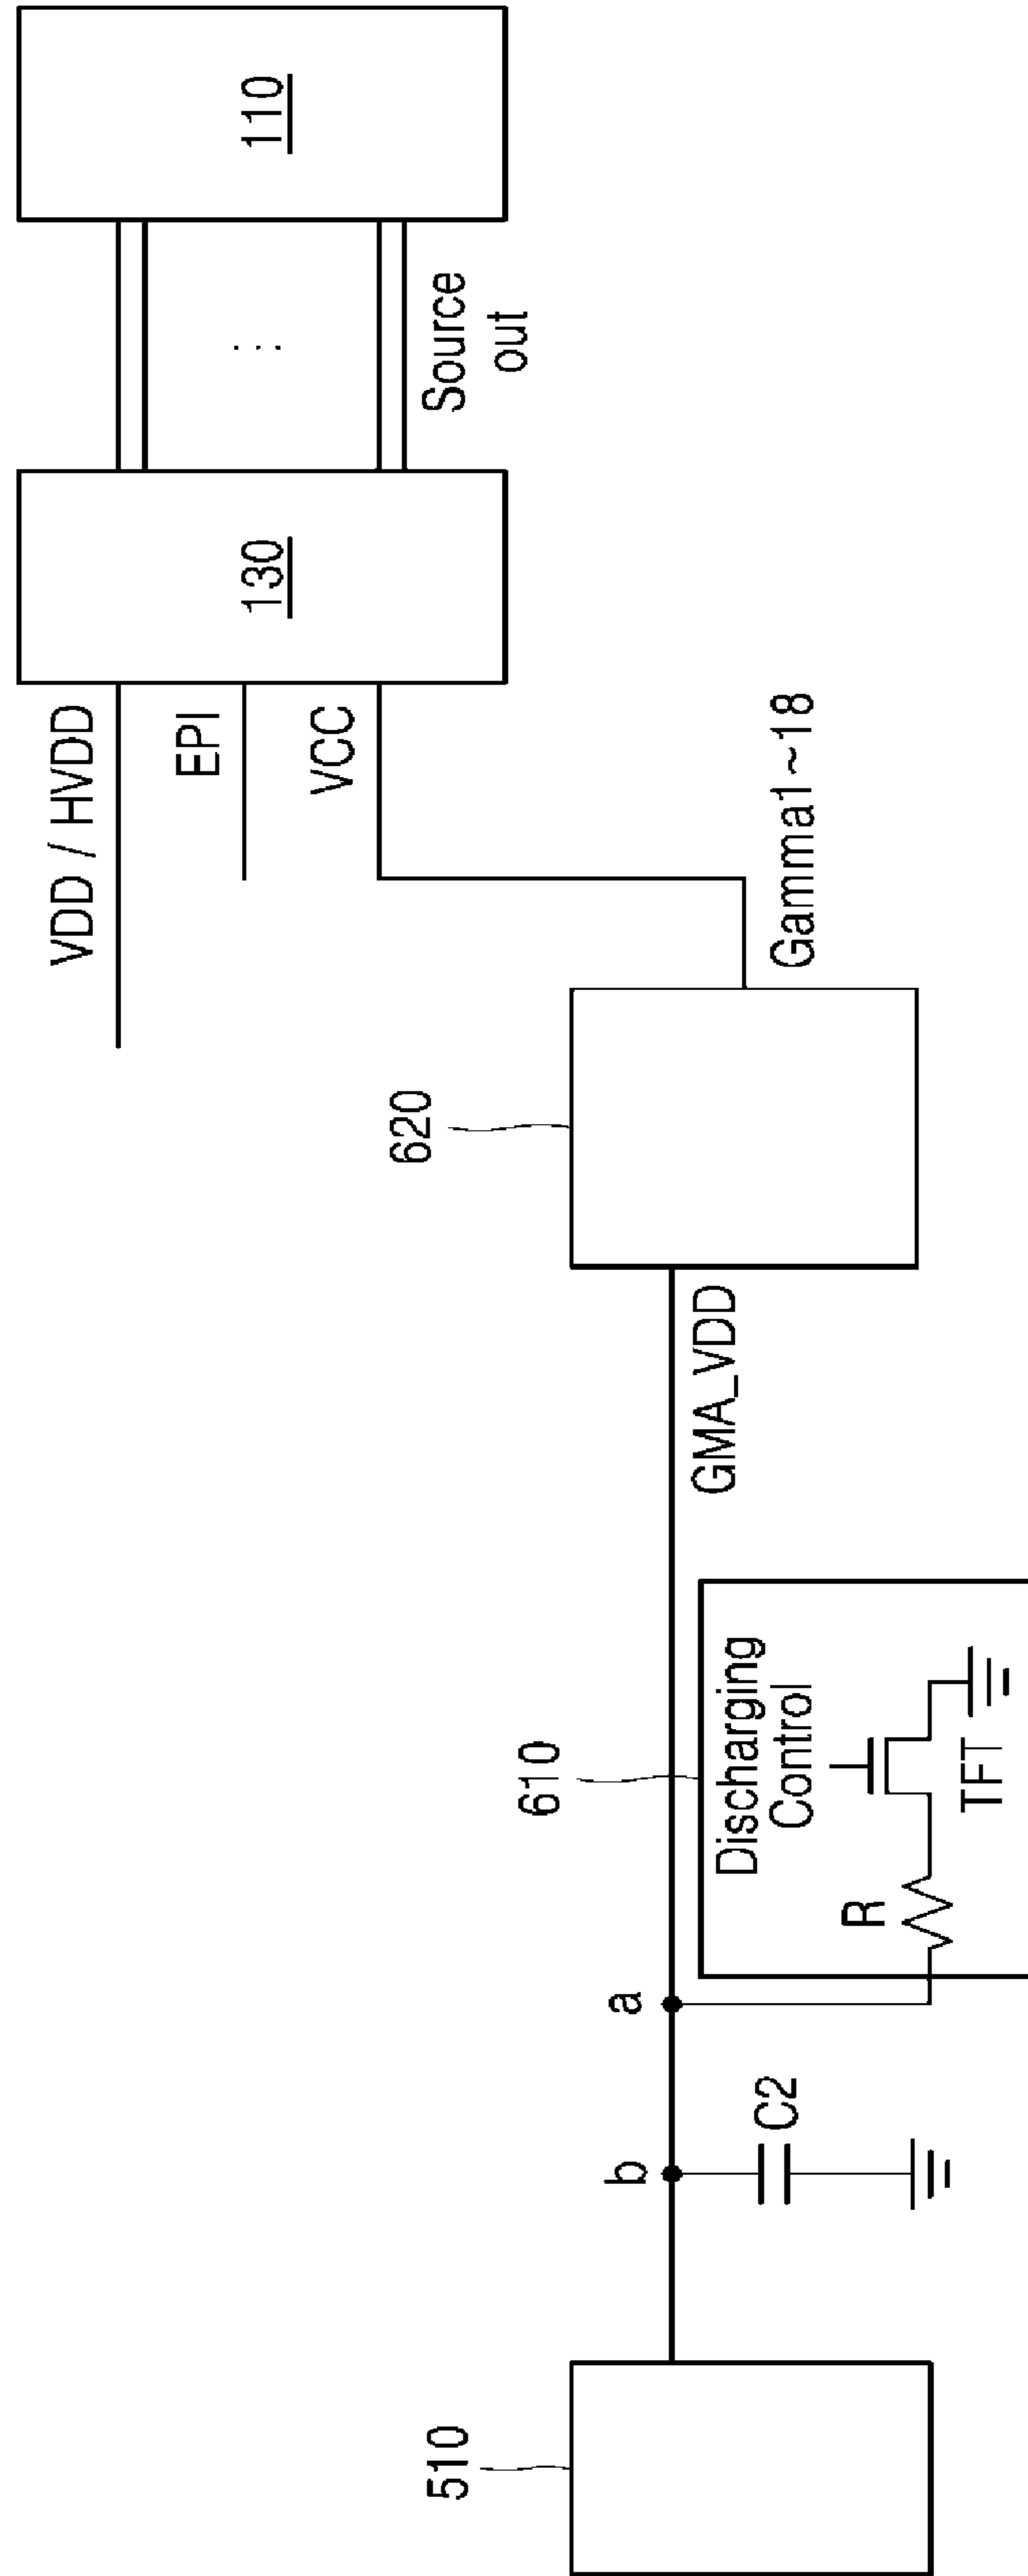 110
130
Source
out
VDD / HVDD
EPI
VCC
Gamma1~18
620
GMA_VDD
610
Discharging
Control
TFT
R
a
b
C2
510